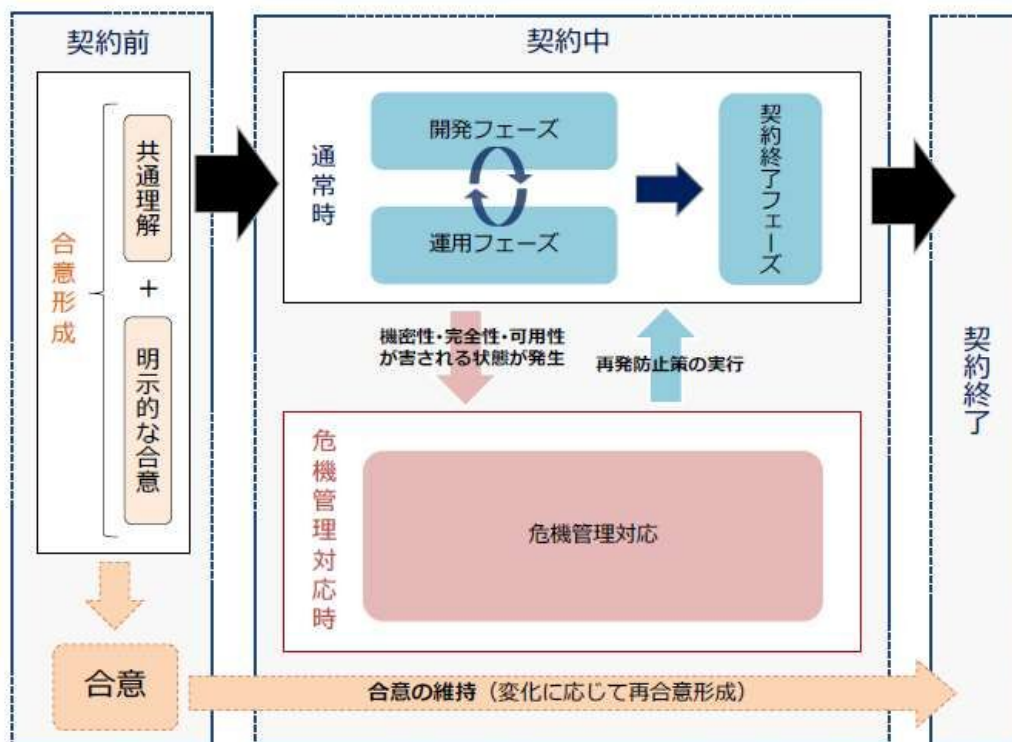 契約前
合意形成
共通理解
+
明示的な合意
合意
契約中
通常時
開発フェーズ
運用フェーズ
契約終了フェーズ
機密性・完全性・可用性
が害される状態が発生
再発防止策の実行
危機管理対応時
危機管理対応
合意の維持（変化に応じて再合意形成）
契約終了